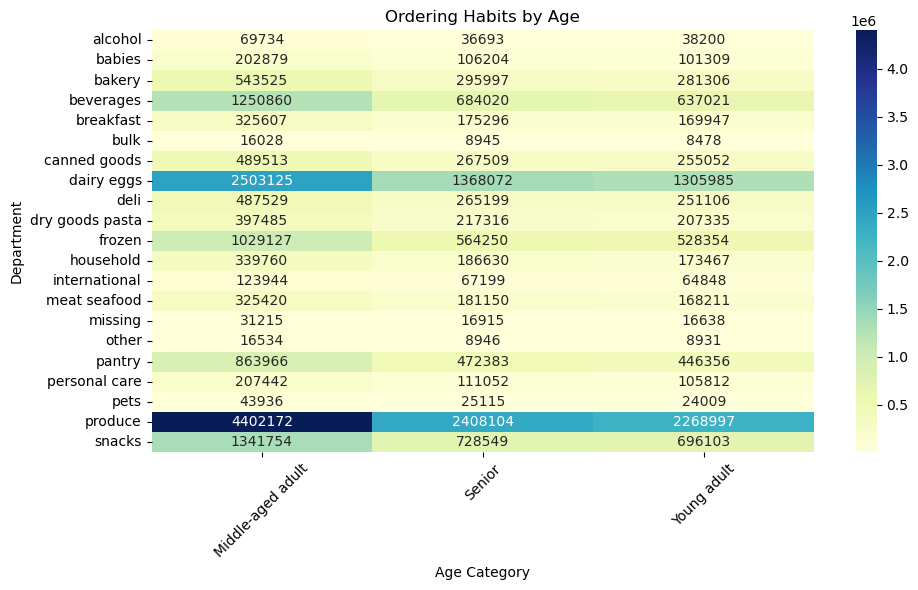 Ordering Habits by Age
1e6
alcohol 69734 36693 38200
babies 202879 106204 101309
bakery 543525 295997 281306
beverages 1250860 684020 637021
breakfast 325607 175296 169947
bulk 16028 8945 8478
canned goods 489513 267509 255052
dairy eggs 2503125 1368072 1305985
deli 487529 265199 251106
dry goods pasta 397485 217316 207335
frozen 1029127 564250 528354
household 339760 186630 173467
international 123944 67199 64848
meat seafood 325420 181150 168211
missing 31215 16915 16638
other 16534 8946 8931
pantry 863966 472383 446356
personal care 207442 111052 105812
pets 43936 25115 24009
produce 4402172 2408104 2268997
snacks 1341754 728549 696103
Department
4.0
3.5
3.0
2.5
2.0
1.5
1.0
0.5
Middle-aged adult
Senior
Young adult
Age Category